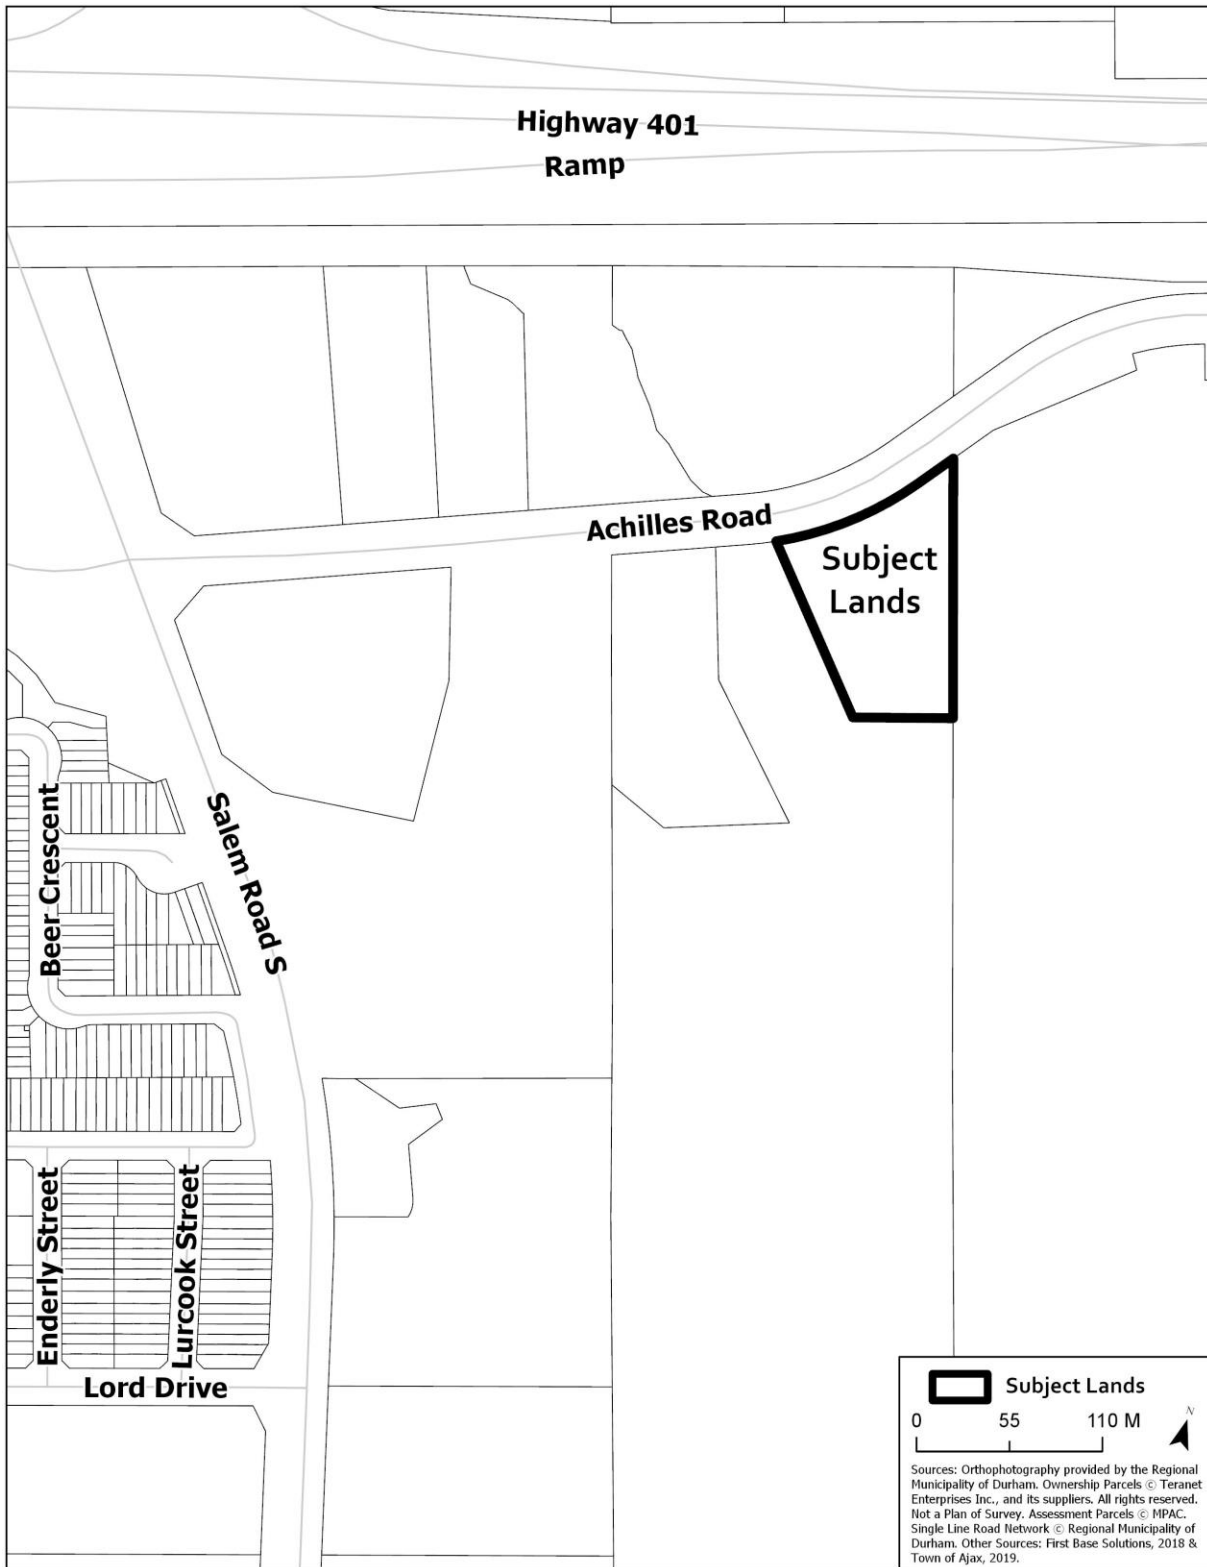 Highway 401
Ramp
Achilles Road
Subject
Lands
Beer Crescent
Salem Road S
Enderly Street
Lurcook Street
Lord Drive
Subject Lands
0 55 110 M
N
Sources: Orthophotography provided by the Regional
Municipality of Durham. Ownership Parcels © Teranet
Enterprises Inc., and its suppliers. All rights reserved.
Not a Plan of Survey. Assessment Parcels © MPAC.
Single Line Road Network © Regional Municipality of
Durham. Other Sources: First Base Solutions, 2018 &
Town of Ajax, 2019.